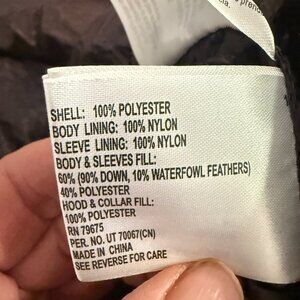 SHELL: 100% POLYESTER
BODY LINING: 100% NYLON
SLEEVE LINING: 100% NYLON
BODY & SLEEVES FILL:
60% (90% DOWN, 10% WATERFOWL FEATHERS)
40% POLYESTER
HOOD & COLLAR FILL:
100% POLYESTER
RN 79675
PER. NO. UT 70067(CN)
MADE IN CHINA
SEE REVERSE FOR CARE